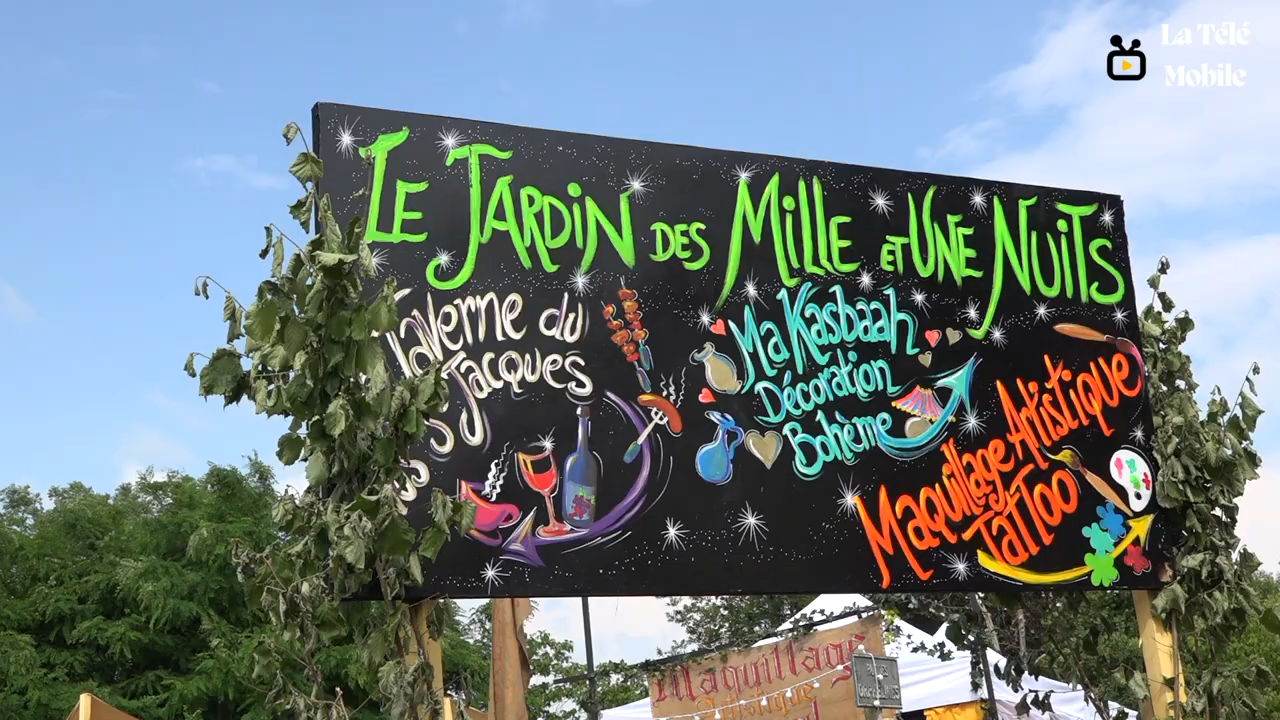 La Télé
Mobile
Le Jardin des Mille et Une Nuits
Taverne du
Jacques
Ma Kasbaah
Décoration
Bohème
Maquillage Artistique
Tattoo
Maquillage
Artistique